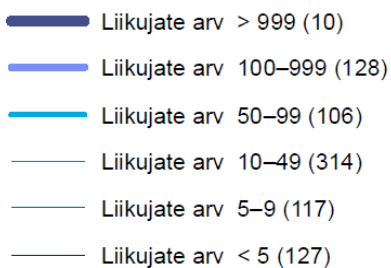 Liikujate arv > 999 (10)
Liikujate arv 100–999 (128)
Liikujate arv 50–99 (106)
Liikujate arv 10–49 (314)
Liikujate arv 5–9 (117)
Liikujate arv < 5 (127)